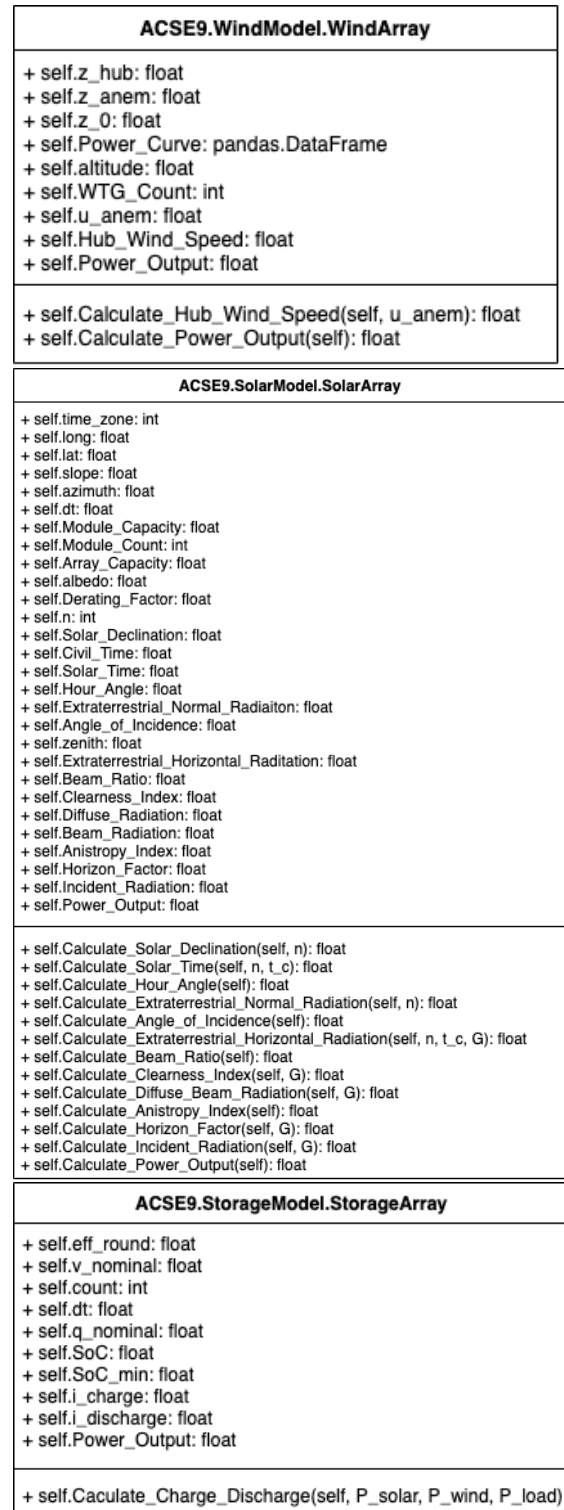 ACSE9.WindModel.WindArray
+ self.z_hub: float
+ self.z_anem: float
+ self.z_0: float
+ self.Power_Curve: pandas.DataFrame
+ self.altitude: float
+ self.WTG_Count: int
+ self.u_anem: float
+ self.Hub_Wind_Speed: float
+ self.Power_Output: float
+ self.Calculate_Hub_Wind_Speed(self, u_anem): float
+ self.Calculate_Power_Output(self): float
ACSE9.SolarModel.SolarArray
+ self.time_zone: int
+ self.long: float
+ self.lat: float
+ self.slope: float
+ self.azimuth: float
+ self.dt: float
+ self.Module_Capacity: float
+ self.Module_Count: int
+ self.Array_Capacity: float
+ self.albedo: float
+ self.Derating_Factor: float
+ self.n: int
+ self.Solar_Declination: float
+ self.Civil_Time: float
+ self.Solar_Time: float
+ self.Hour_Angle: float
+ self.Extraterrestrial_Normal_Radiaiton: float
+ self.Angle_of_Incidence: float
+ self.zenith: float
+ self.Extraterrestrial_Horizontal_Raditation: float
+ self.Beam_Ratio: float
+ self.Clearness_Index: float
+ self.Diffuse_Radiation: float
+ self.Beam_Radiation: float
+ self.Anistropy_Index: float
+ self.Horizon_Factor: float
+ self.Incident_Radiation: float
+ self.Power_Output: float
+ self.Calculate_Solar_Declination(self, n): float
+ self.Calculate_Solar_Time(self, n, t_c): float
+ self.Calculate_Hour_Angle(self): float
+ self.Calculate_Extraterrestrial_Normal_Radiation(self, n): float
+ self.Calculate_Angle_of_Incidence(self): float
+ self.Calculate_Extraterrestrial_Horizontal_Radiation(self, n, t_c, G): float
+ self.Calculate_Beam_Ratio(self): float
+ self.Calculate_Clearness_Index(self, G): float
+ self.Calculate_Diffuse_Beam_Radiation(self, G): float
+ self.Calculate_Anistropy_Index(self): float
+ self.Calculate_Horizon_Factor(self, G): float
+ self.Calculate_Incident_Radiation(self, G): float
+ self.Calculate_Power_Output(self): float
ACSE9.StorageModel.StorageArray
+ self.eff_round: float
+ self.v_nominal: float
+ self.count: int
+ self.dt: float
+ self.q_nominal: float
+ self.SoC: float
+ self.SoC_min: float
+ self.i_charge: float
+ self.i_discharge: float
+ self.Power_Output: float
+ self.Caculate_Charge_Discharge(self, P_solar, P_wind, P_load)